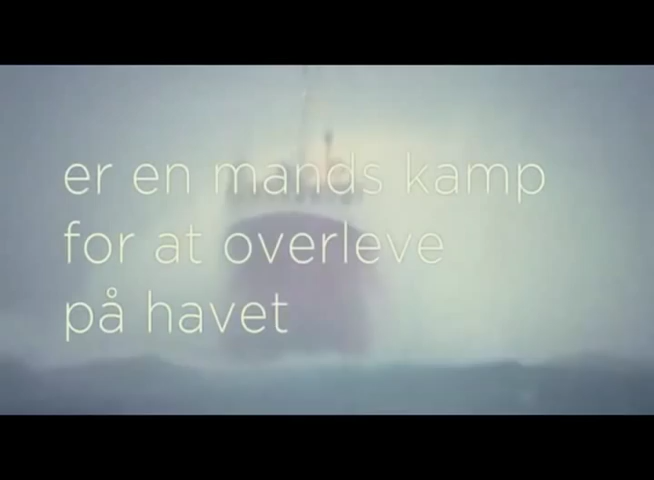 er en mands kamp
for at overleve
på havet